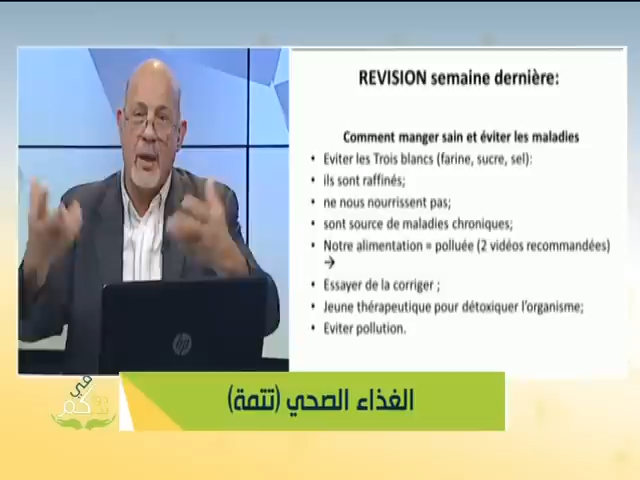 REVISION semaine dernière:
Comment manger sain et éviter les maladies
• Eviter les Trois blancs (farine, sucre, sel):
• ils sont raffinés;
• ne nous nourrissent pas;
• sont source de maladies chroniques;
• Notre alimentation = polluée (2 vidéos recommandées)
→
• Essayer de la corriger ;
• Jeune thérapeutique pour détoxiquer l'organisme;
• Eviter pollution.
hp
في
الغذاء الصحي (تتمة)